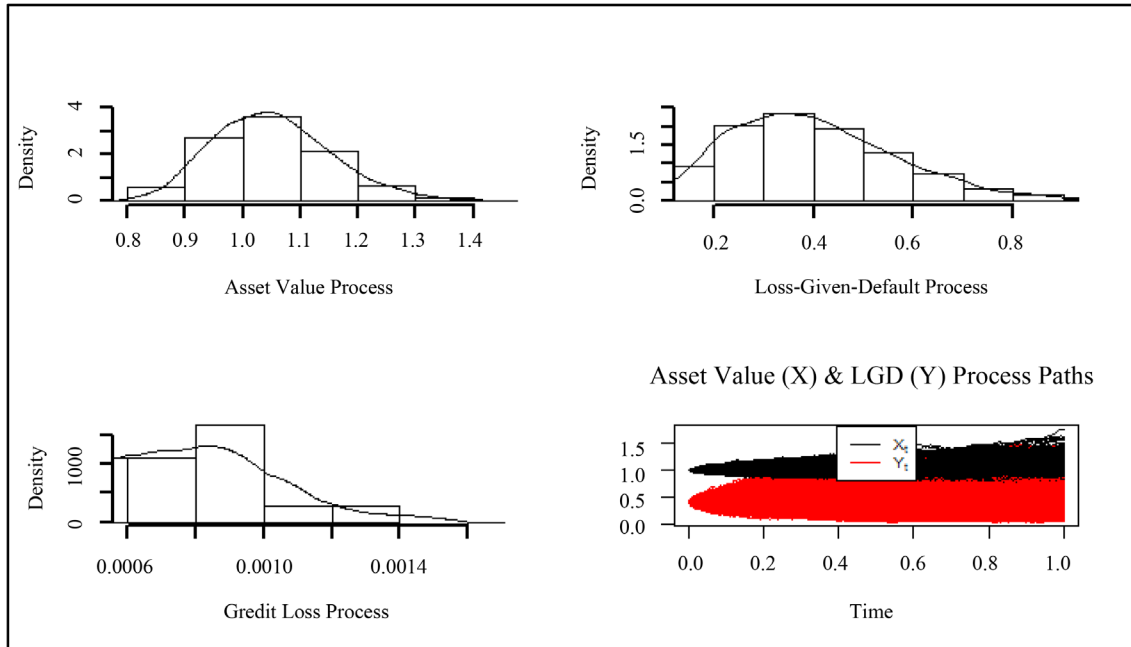 Density
4
2
0
0.8 0.9 1.0 1.1 1.2 1.3 1.4
Asset Value Process
Density
1.5
0.0
0.2 0.4 0.6 0.8
Loss-Given-Default Process
Density
1000
0
0.0006 0.0010 0.0014
Gredit Loss Process
Asset Value (X) & LGD (Y) Process Paths
1.5
1.0
0.5
0.0
Xt
Yt
0.0 0.2 0.4 0.6 0.8 1.0
Time